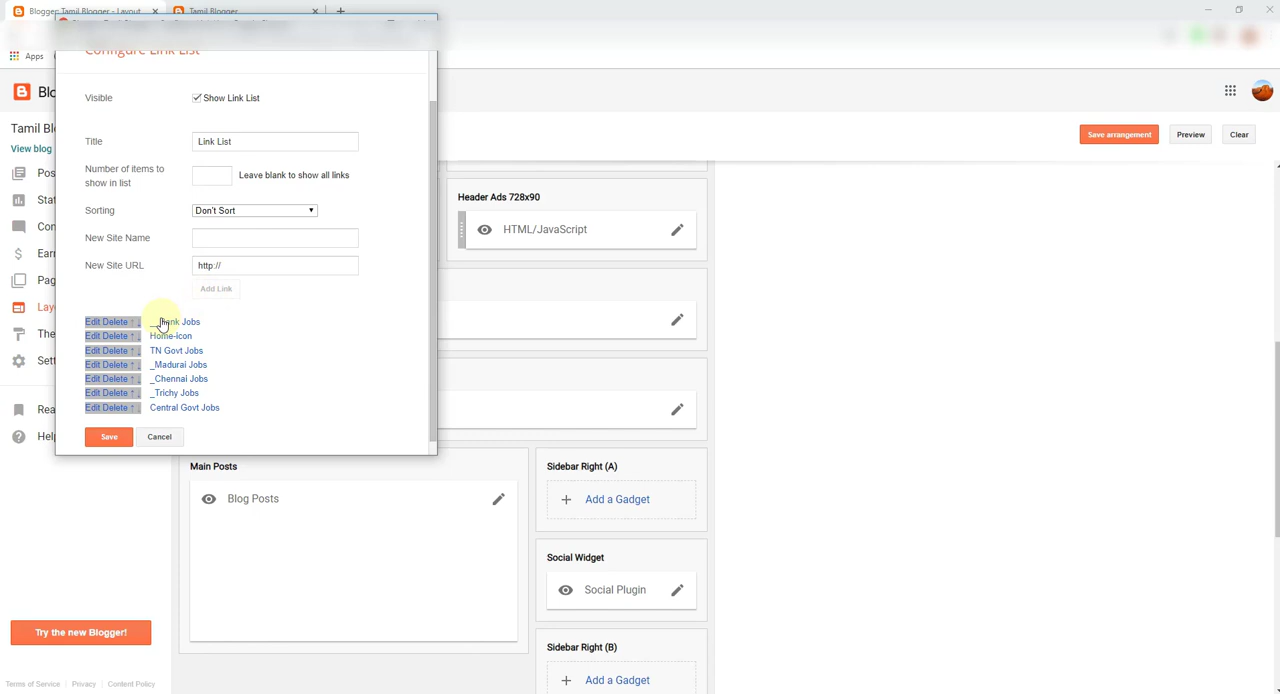 Blogger: Tamil Blogger - Layout
Tamil Blogger
Apps
Configure Link List
Tamil Bl
View blog
Visible
Show Link List
Title
Link List
Number of items to
show in list
Leave blank to show all links
Sorting
Don't Sort
New Site Name
New Site URL
http://
Add Link
Edit Delete ↑ Jobs
Edit Delete ↑ Home-icon
Edit Delete ↑ TN Govt Jobs
Edit Delete ↑ _Madurai Jobs
Edit Delete ↑ _Chennai Jobs
Edit Delete ↑ _Trichy Jobs
Edit Delete ↑ Central Govt Jobs
Save
Cancel
Save arrangement
Preview
Clear
Header Ads 728x90
HTML/JavaScript
Main Posts
Blog Posts
Sidebar Right (A)
Add a Gadget
Social Widget
Social Plugin
Sidebar Right (B)
Add a Gadget
Try the new Blogger!
Terms of Service
Privacy
Content Policy